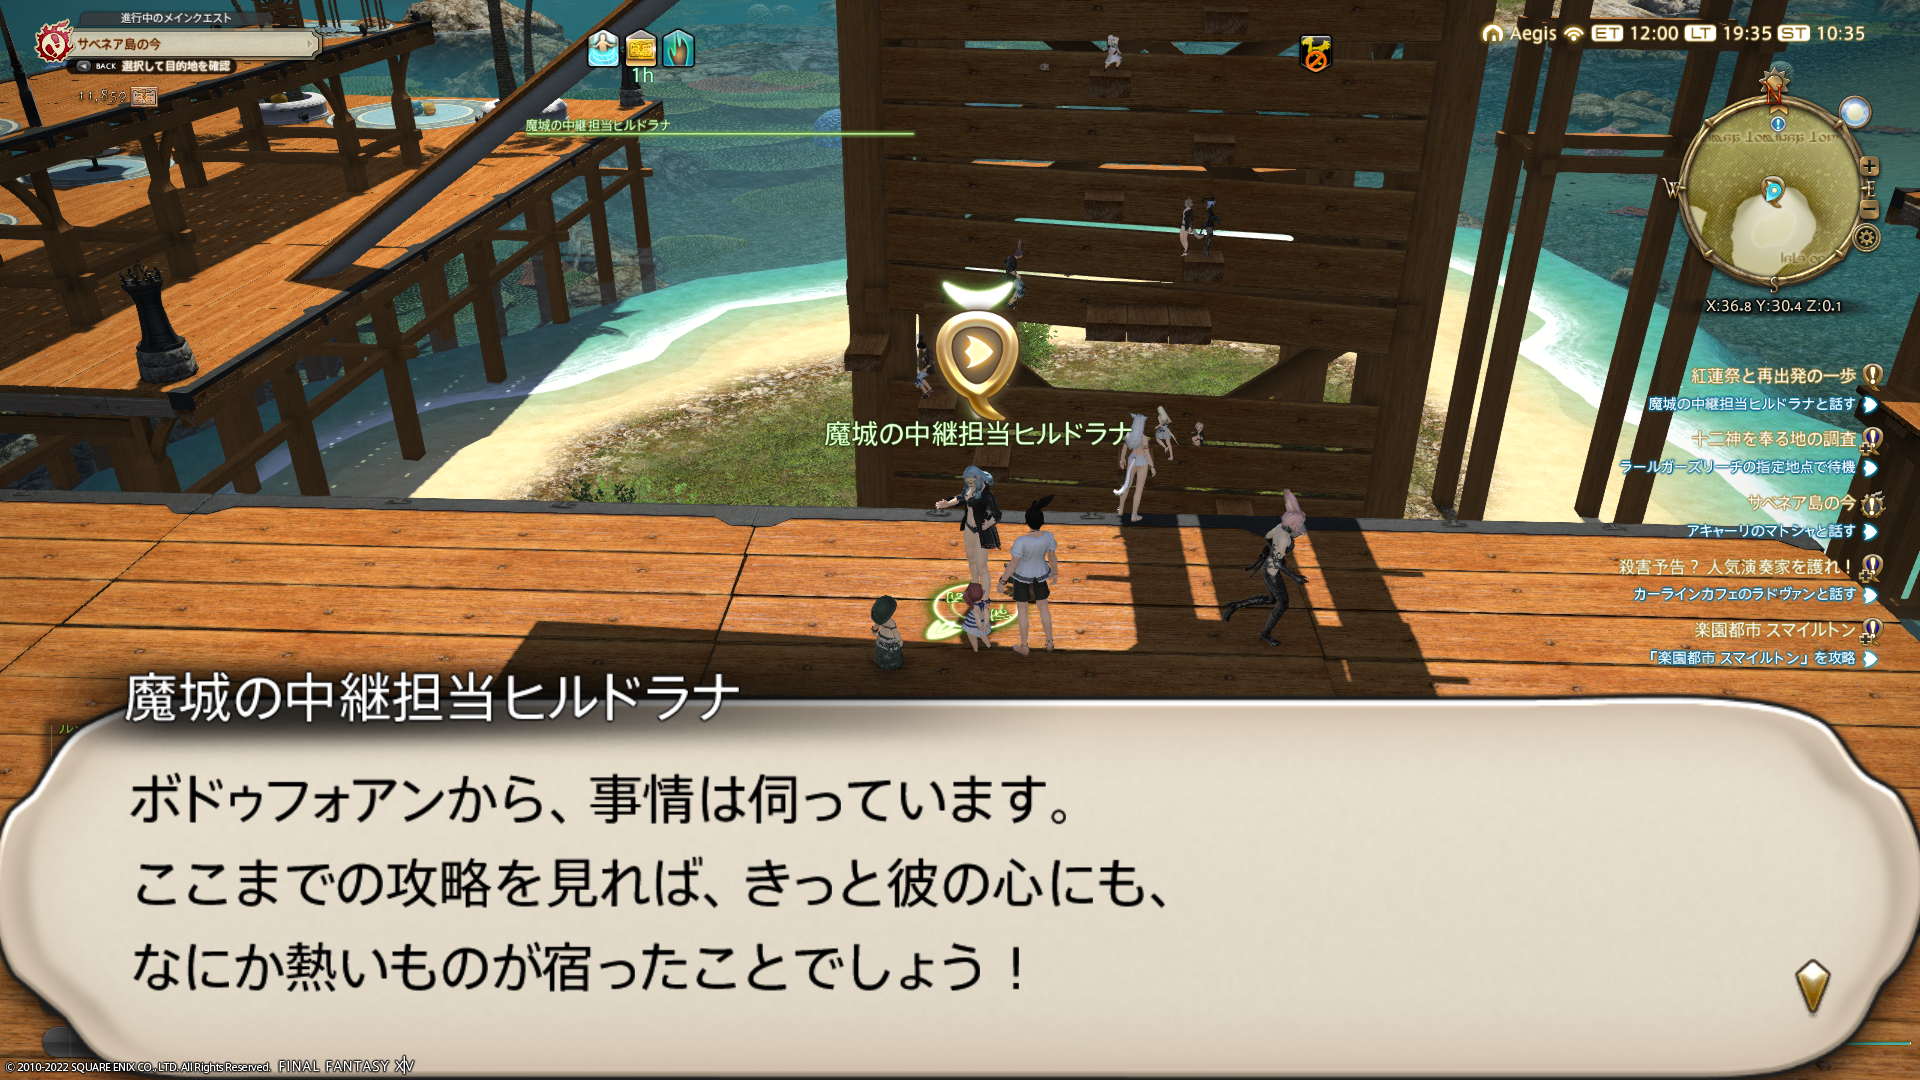 進行中のメインクエスト
サベネア島の今
BACK 選択して目的地を確認
11,859
1h
魔城の中継担当ヒルドラナ
Aegis ET 12:00 LT 19:35 ST 10:35
N
W
E
S
X:36.8 Y:30.4 Z:0.1
紅蓮祭と再出発の一歩
魔城の中継担当ヒルドラナと話す
十二神を奉る地の調査
ラールガーズリーチの指定地点で待機
サベネア島の今
アキャーリのマトシャと話す
殺害予告？ 人気演奏家を護れ！
カーラインカフェのラドヴァンと話す
楽園都市 スマイルトン
「楽園都市 スマイルトン」を攻略
魔城の中継担当ヒルドラナ
魔城の中継担当ヒルドラナ
ボドゥフォアンから、事情は伺っています。
ここまでの攻略を見れば、きっと彼の心にも、
なにか熱いものが宿ったことでしょう！
© 2010-2022 SQUARE ENIX CO., LTD. All Rights Reserved. FINAL FANTASY XIV